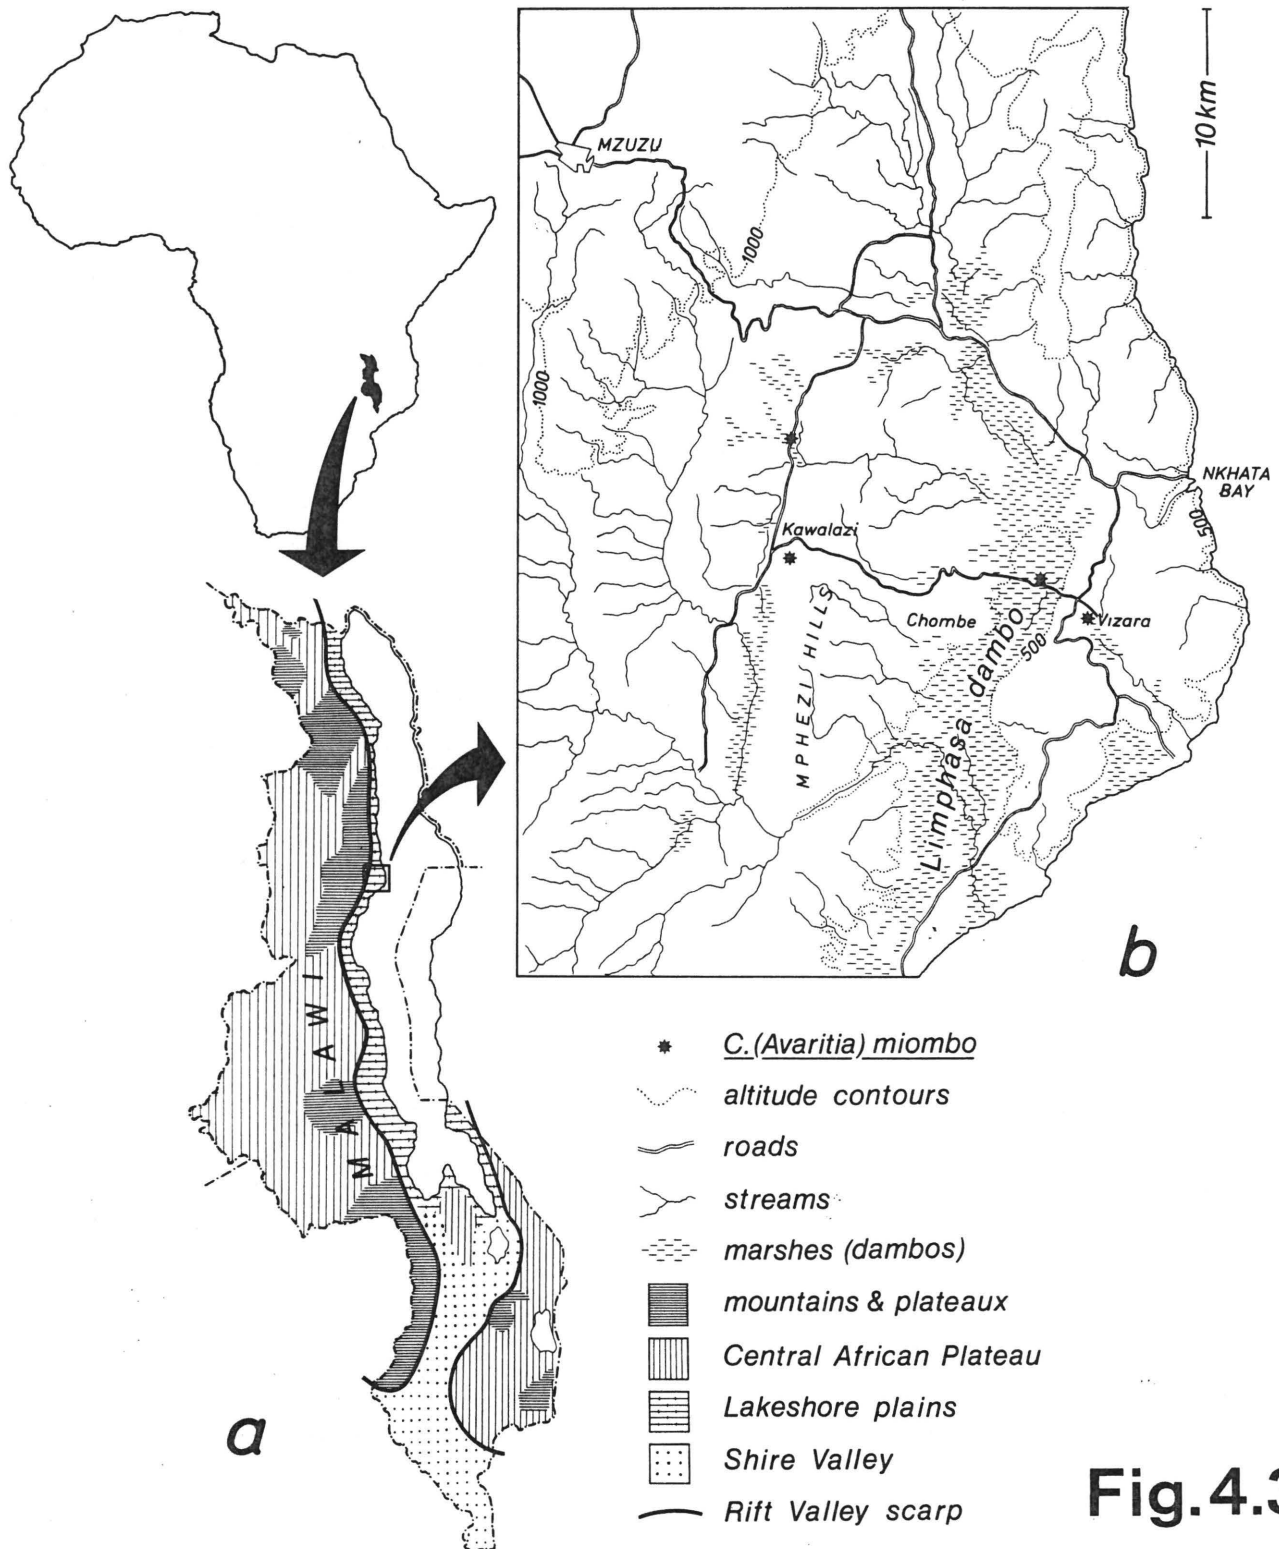 10 km
MZUZU
1000
1000
NKHATA
BAY
500
Kawalazi
MPHEZI HILLS
Chombe
Limphasa dambo
500
Vizara
b
MALAWI
a
C.(Avaritia) miombo
altitude contours
roads
streams
marshes (dambos)
mountains & plateaux
Central African Plateau
Lakeshore plains
Shire Valley
Rift Valley scarp
Fig.4.3